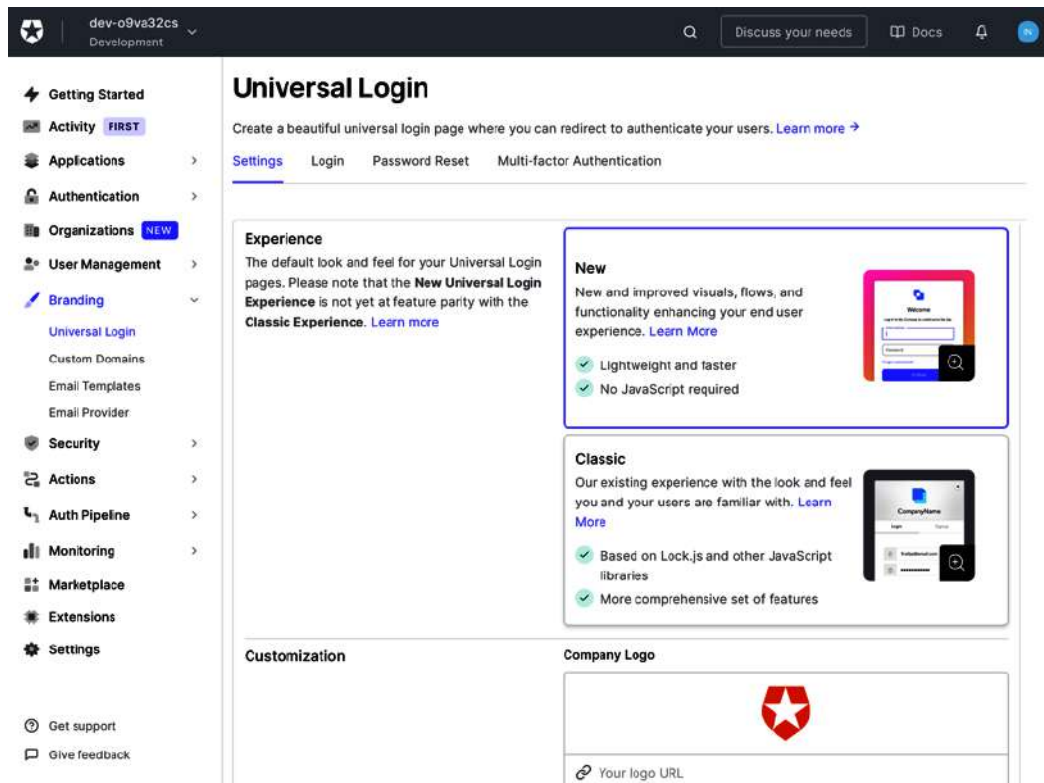 dev-o9va32cs
Development
Discuss your needs
Docs
IN
Getting Started
Activity FIRST
Applications
Authentication
Organizations NEW
User Management
Branding
Universal Login
Custom Domains
Email Templates
Email Provider
Security
Actions
Auth Pipeline
Monitoring
Marketplace
Extensions
Settings
Get support
Give feedback
Universal Login
Create a beautiful universal login page where you can redirect to authenticate your users. Learn more →
Settings Login Password Reset Multi-factor Authentication
Experience
The default look and feel for your Universal Login
pages. Please note that the New Universal Login
Experience is not yet at feature parity with the
Classic Experience. Learn more
New
New and improved visuals, flows, and
functionality enhancing your end user
experience. Learn More
Lightweight and faster
No JavaScript required
Welcome
Classic
Our existing experience with the look and feel
you and your users are familiar with. Learn
More
Based on Lock.js and other JavaScript
libraries
More comprehensive set of features
CompanyName
Login Signup
Customization
Company Logo
Your logo URL